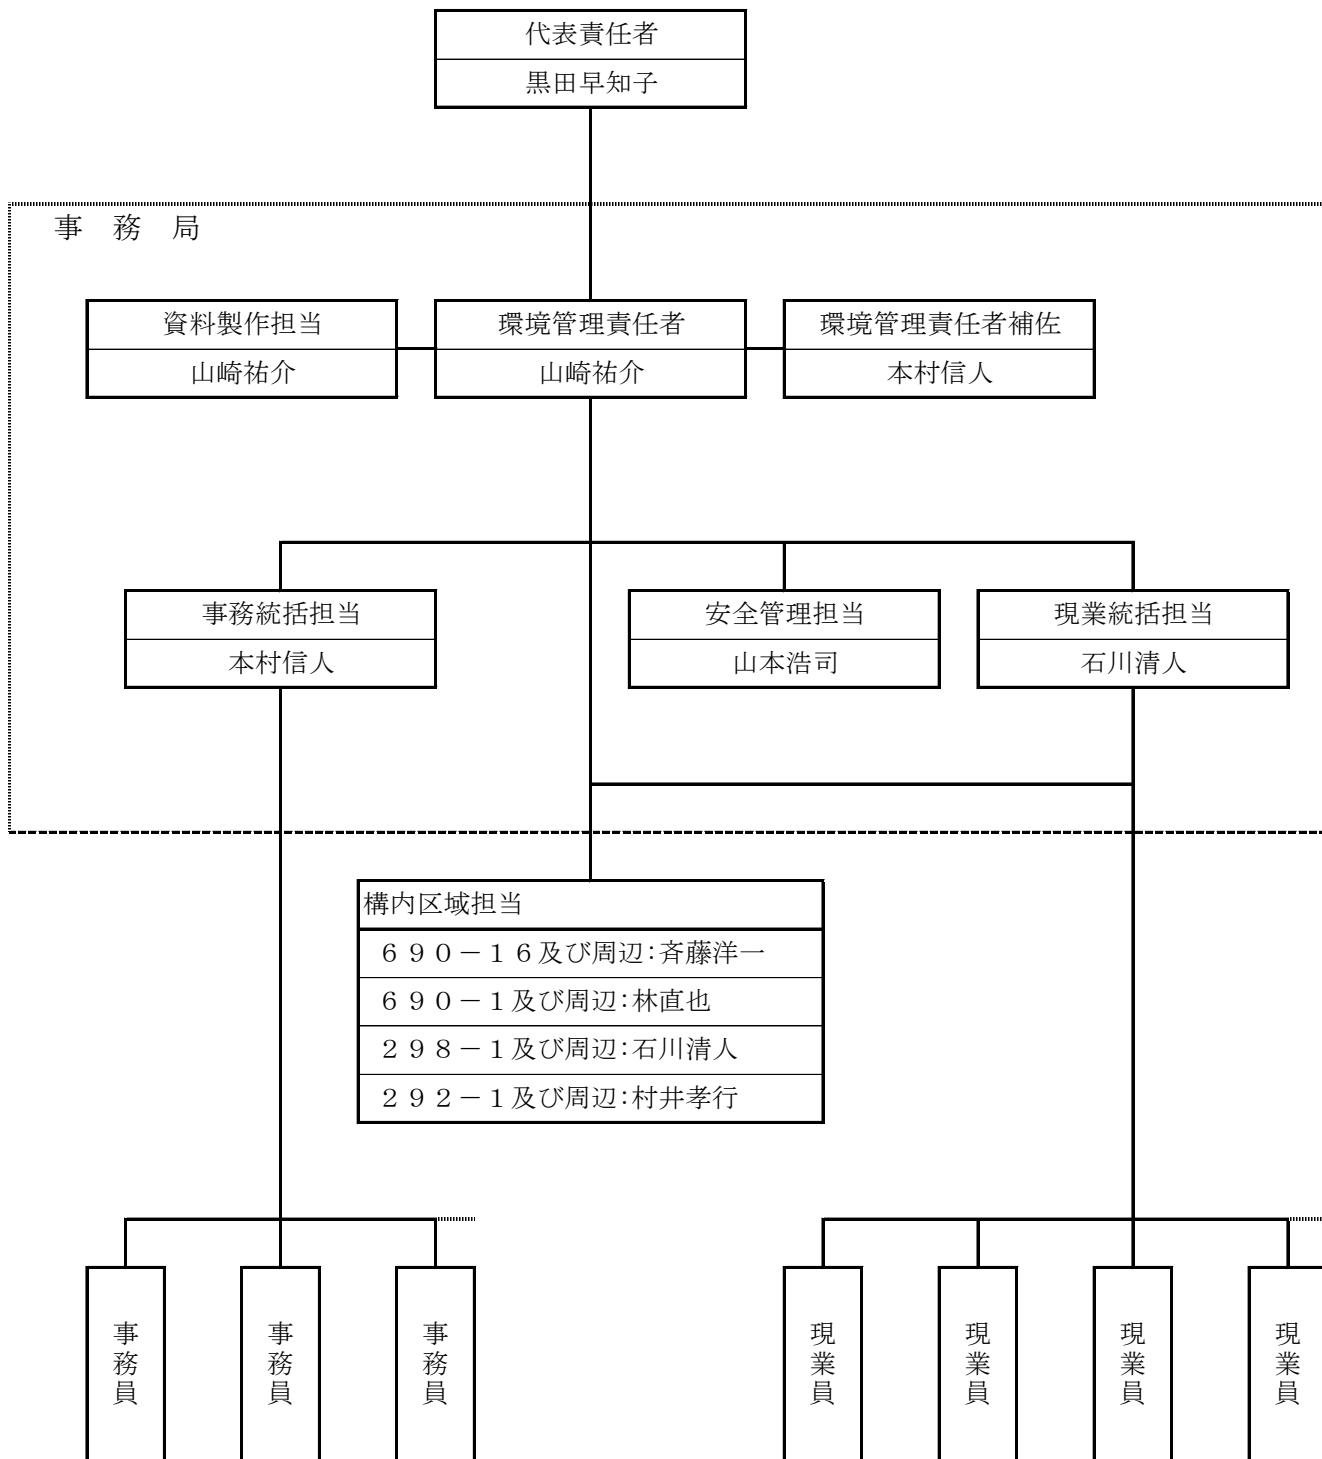 代表責任者
黒田早知子
事　務　局
資料製作担当
山崎祐介
環境管理責任者
山崎祐介
環境管理責任者補佐
本村信人
事務統括担当
本村信人
安全管理担当
山本浩司
現業統括担当
石川清人
構内区域担当
６９０－１６及び周辺：斉藤洋一
６９０－１及び周辺：林直也
２９８－１及び周辺：石川清人
２９２－１及び周辺：村井孝行
事務員
事務員
事務員
現業員
現業員
現業員
現業員